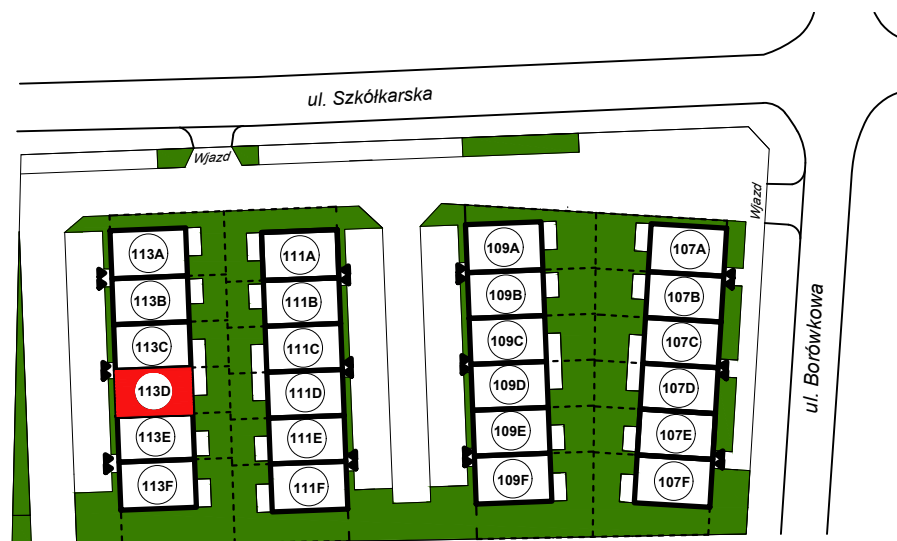 ul. Szkółkarska
Wjazd
Wjazd
ul. Borówkowa
113A
113B
113C
113D
113E
113F
111A
111B
111C
111D
111E
111F
109A
109B
109C
109D
109E
109F
107A
107B
107C
107D
107E
107F